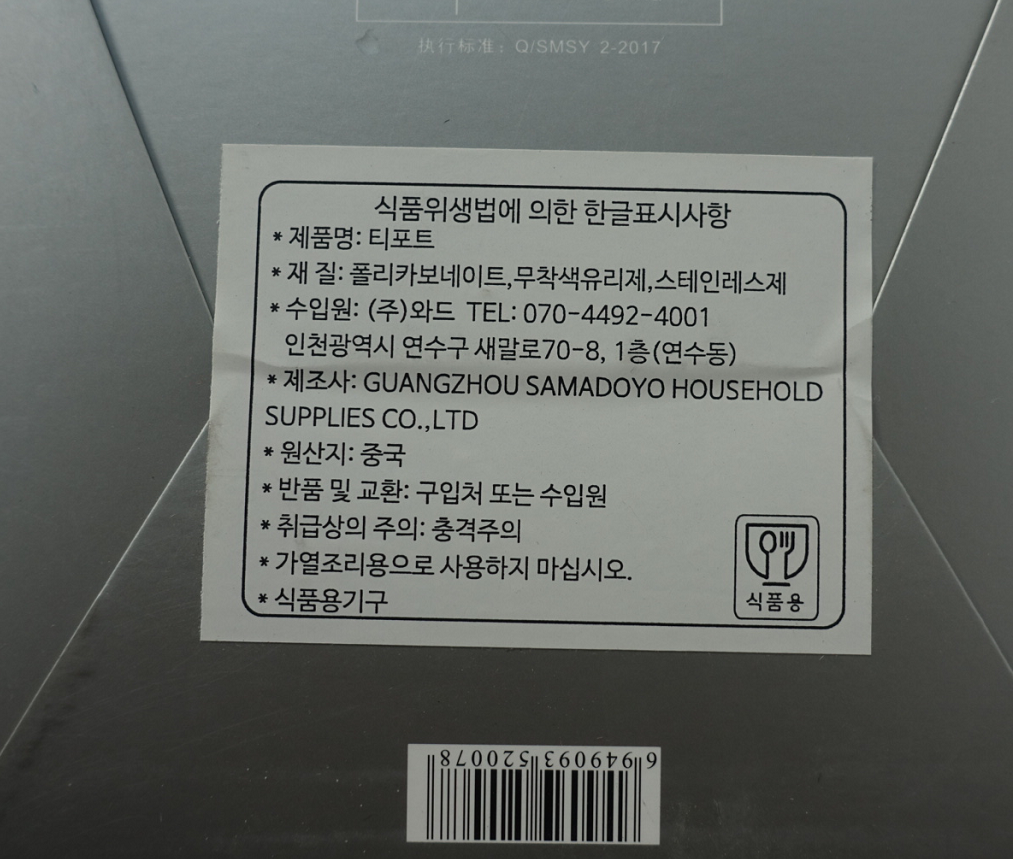 执行标准：Q/SMSY 2-2017
식품위생법에 의한 한글표시사항
* 제품명: 티포트
* 재 질: 폴리카보네이트,무착색유리제,스테인레스제
* 수입원: (주)와드 TEL: 070-4492-4001
인천광역시 연수구 새말로70-8, 1층(연수동)
* 제조사: GUANGZHOU SAMADOYO HOUSEHOLD
SUPPLIES CO.,LTD
* 원산지: 중국
* 반품 및 교환: 구입처 또는 수입원
* 취급상의 주의: 충격주의
* 가열조리용으로 사용하지 마십시오.
* 식품용기구
식품용
6 949093 520078